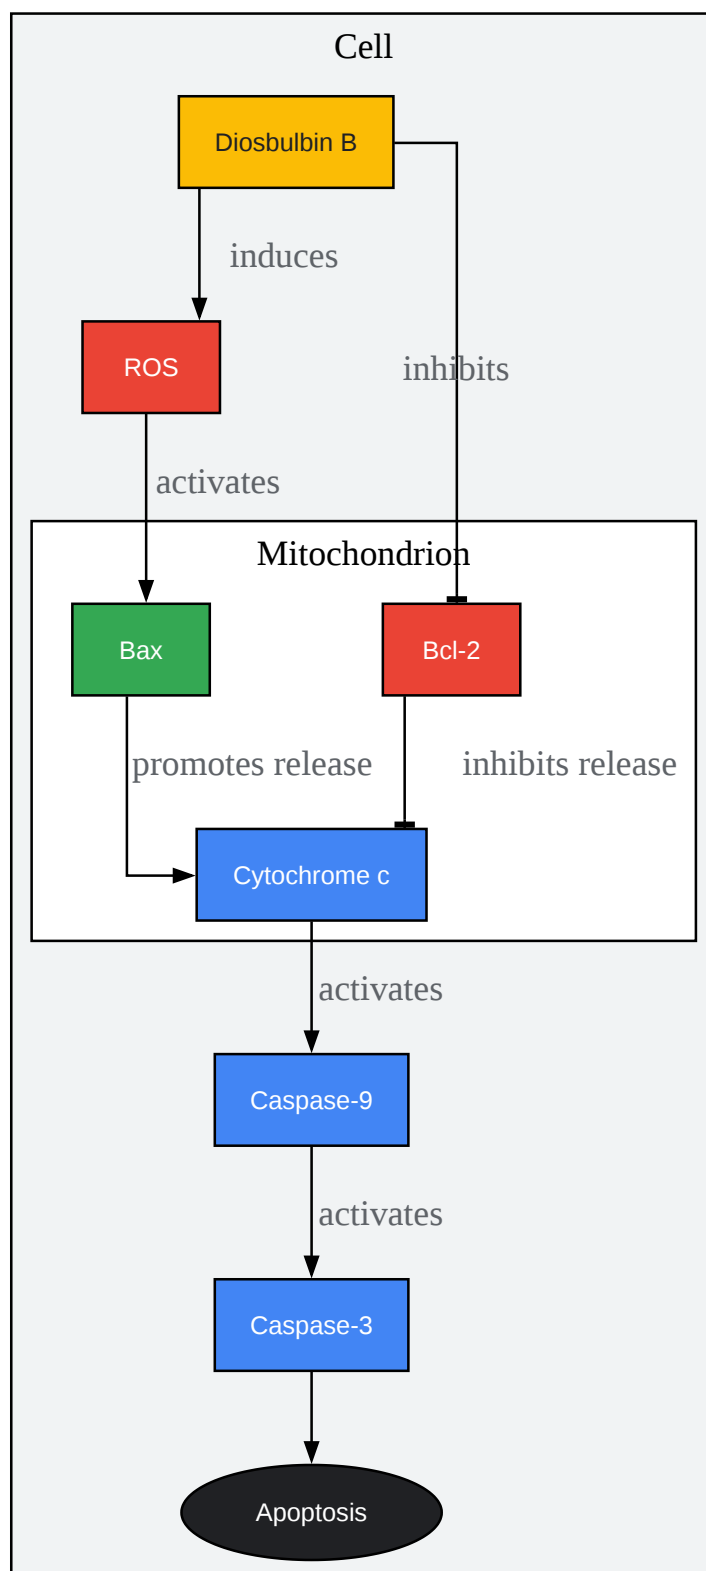 Cell
Diosbulbin B
induces
ROS
inhibits
activates
Mitochondrion
Bax
Bcl-2
promotes release
inhibits release
Cytochrome c
activates
Caspase-9
activates
Caspase-3
Apoptosis